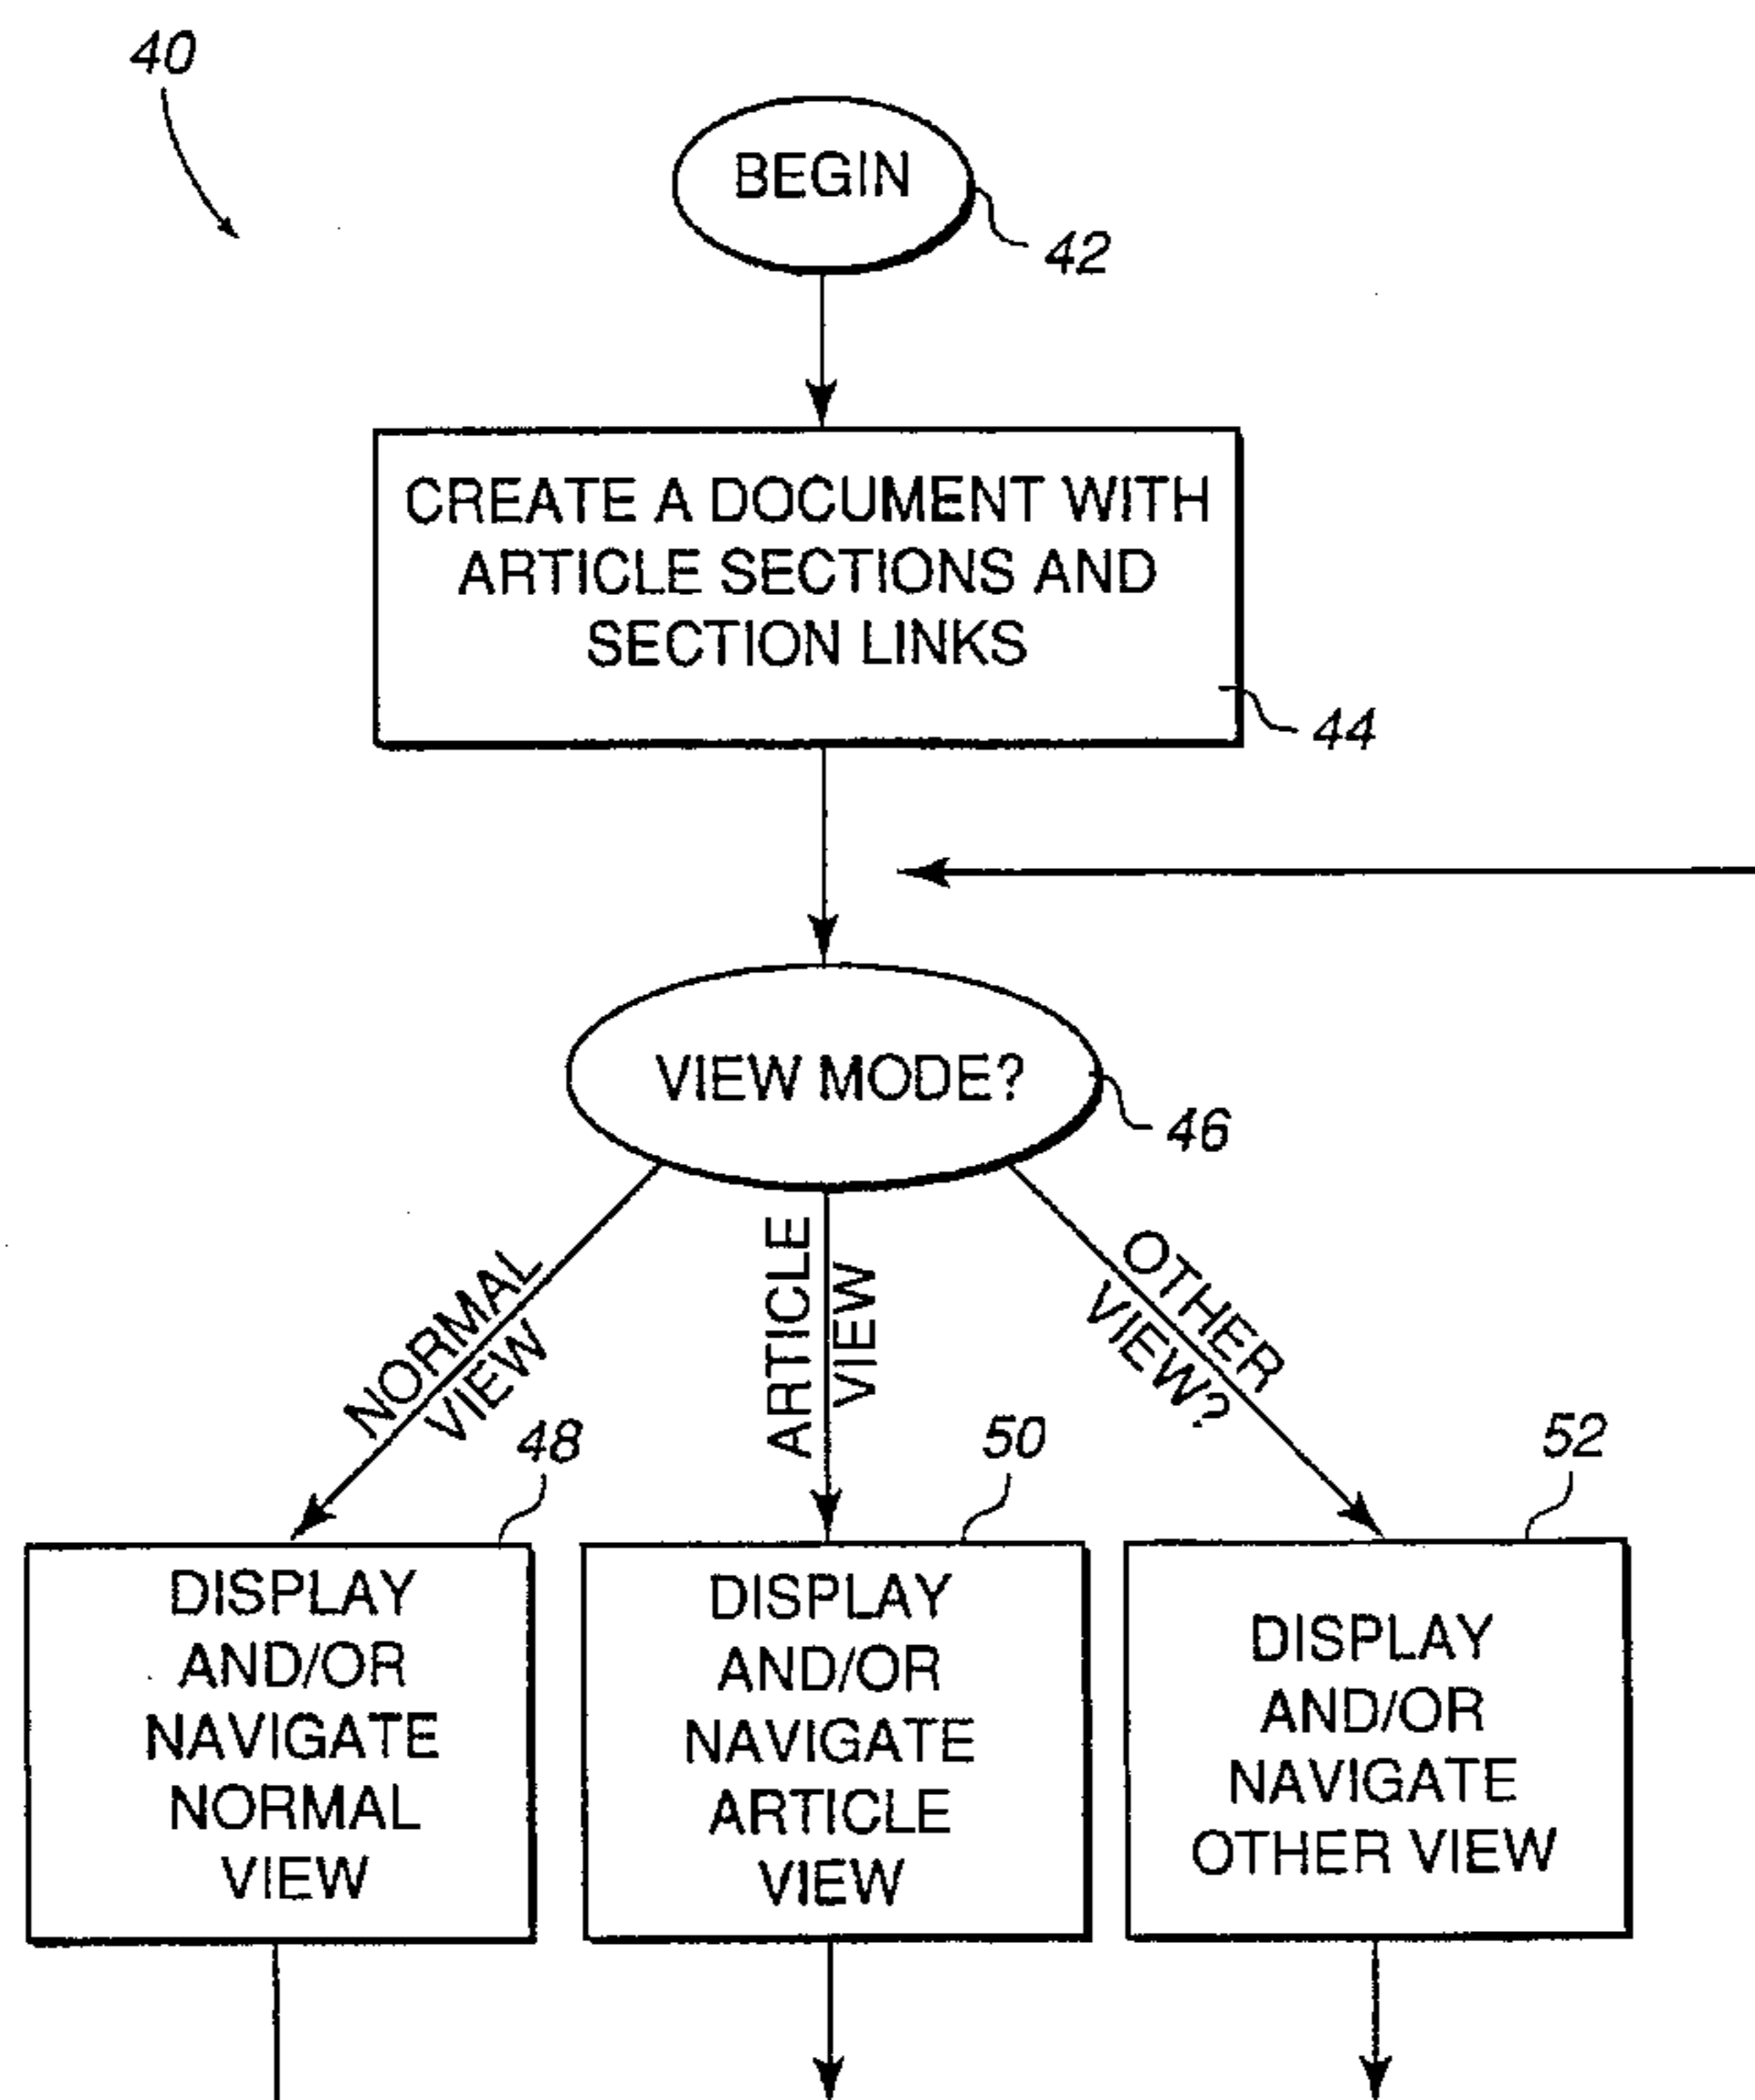 40
BEGIN
42
CREATE A DOCUMENT WITH
ARTICLE SECTIONS AND
SECTION LINKS
44
VIEW MODE?
46
NORMAL
VIEW
ARTICLE
VIEW
OTHER
VIEW?
48
50
52
DISPLAY
AND/OR
NAVIGATE
NORMAL
VIEW
DISPLAY
AND/OR
NAVIGATE
ARTICLE
VIEW
DISPLAY
AND/OR
NAVIGATE
OTHER VIEW